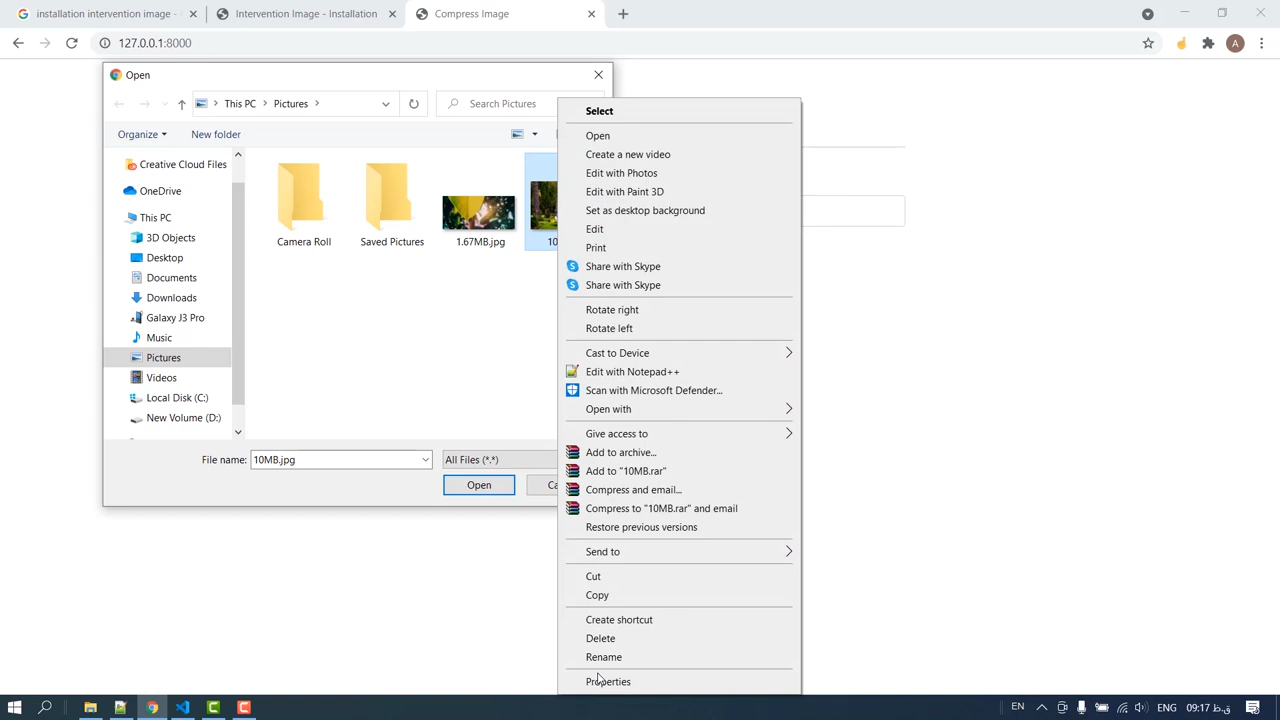 installation intervention image -
Intervention Image - Installation
Compress Image
127.0.0.1:8000
A
Open
This PC
Pictures
Search Pictures
Organize
New folder
Creative Cloud Files
OneDrive
This PC
3D Objects
Desktop
Documents
Downloads
Galaxy J3 Pro
Music
Pictures
Videos
Local Disk (C:)
New Volume (D:)
Camera Roll
Saved Pictures
1.67MB.jpg
10
File name:
10MB.jpg
All Files (*.*)
Open
Ca
Select
Open
Create a new video
Edit with Photos
Edit with Paint 3D
Set as desktop background
Edit
Print
Share with Skype
Share with Skype
Rotate right
Rotate left
Cast to Device
Edit with Notepad++
Scan with Microsoft Defender...
Open with
Give access to
Add to archive...
Add to "10MB.rar"
Compress and email...
Compress to "10MB.rar" and email
Restore previous versions
Send to
Cut
Copy
Create shortcut
Delete
Rename
Properties
EN
ENG
09:17 ق.ظ